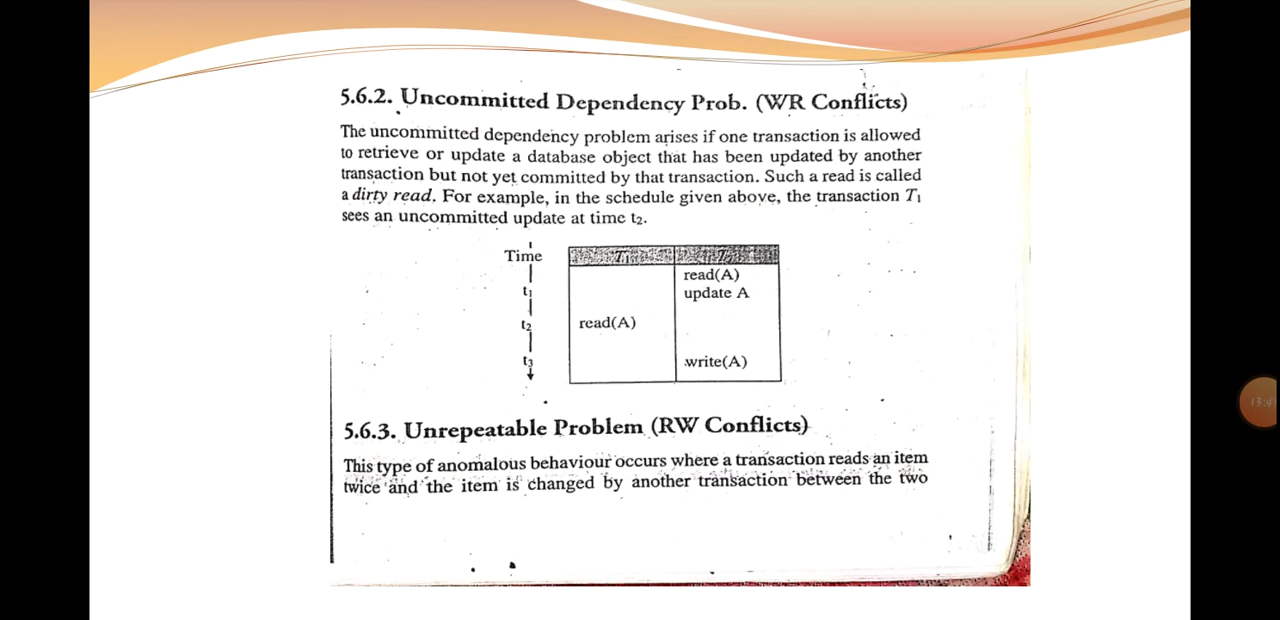 5.6.2. Uncommitted Dependency Prob. (WR Conflicts)
The uncommitted dependency problem arises if one transaction is allowed
to retrieve or update a database object that has been updated by another
transaction but not yet committed by that transaction. Such a read is called
a dirty read. For example, in the schedule given above, the transaction T1
sees an uncommitted update at time t2.
Time T1
read(A)
t1 update A
t2 read(A)
t3 write(A)
5.6.3. Unrepeatable Problem (RW Conflicts)
This type of anomalous behaviour occurs where a transaction reads an item
twice and the item is changed by another transaction between the two